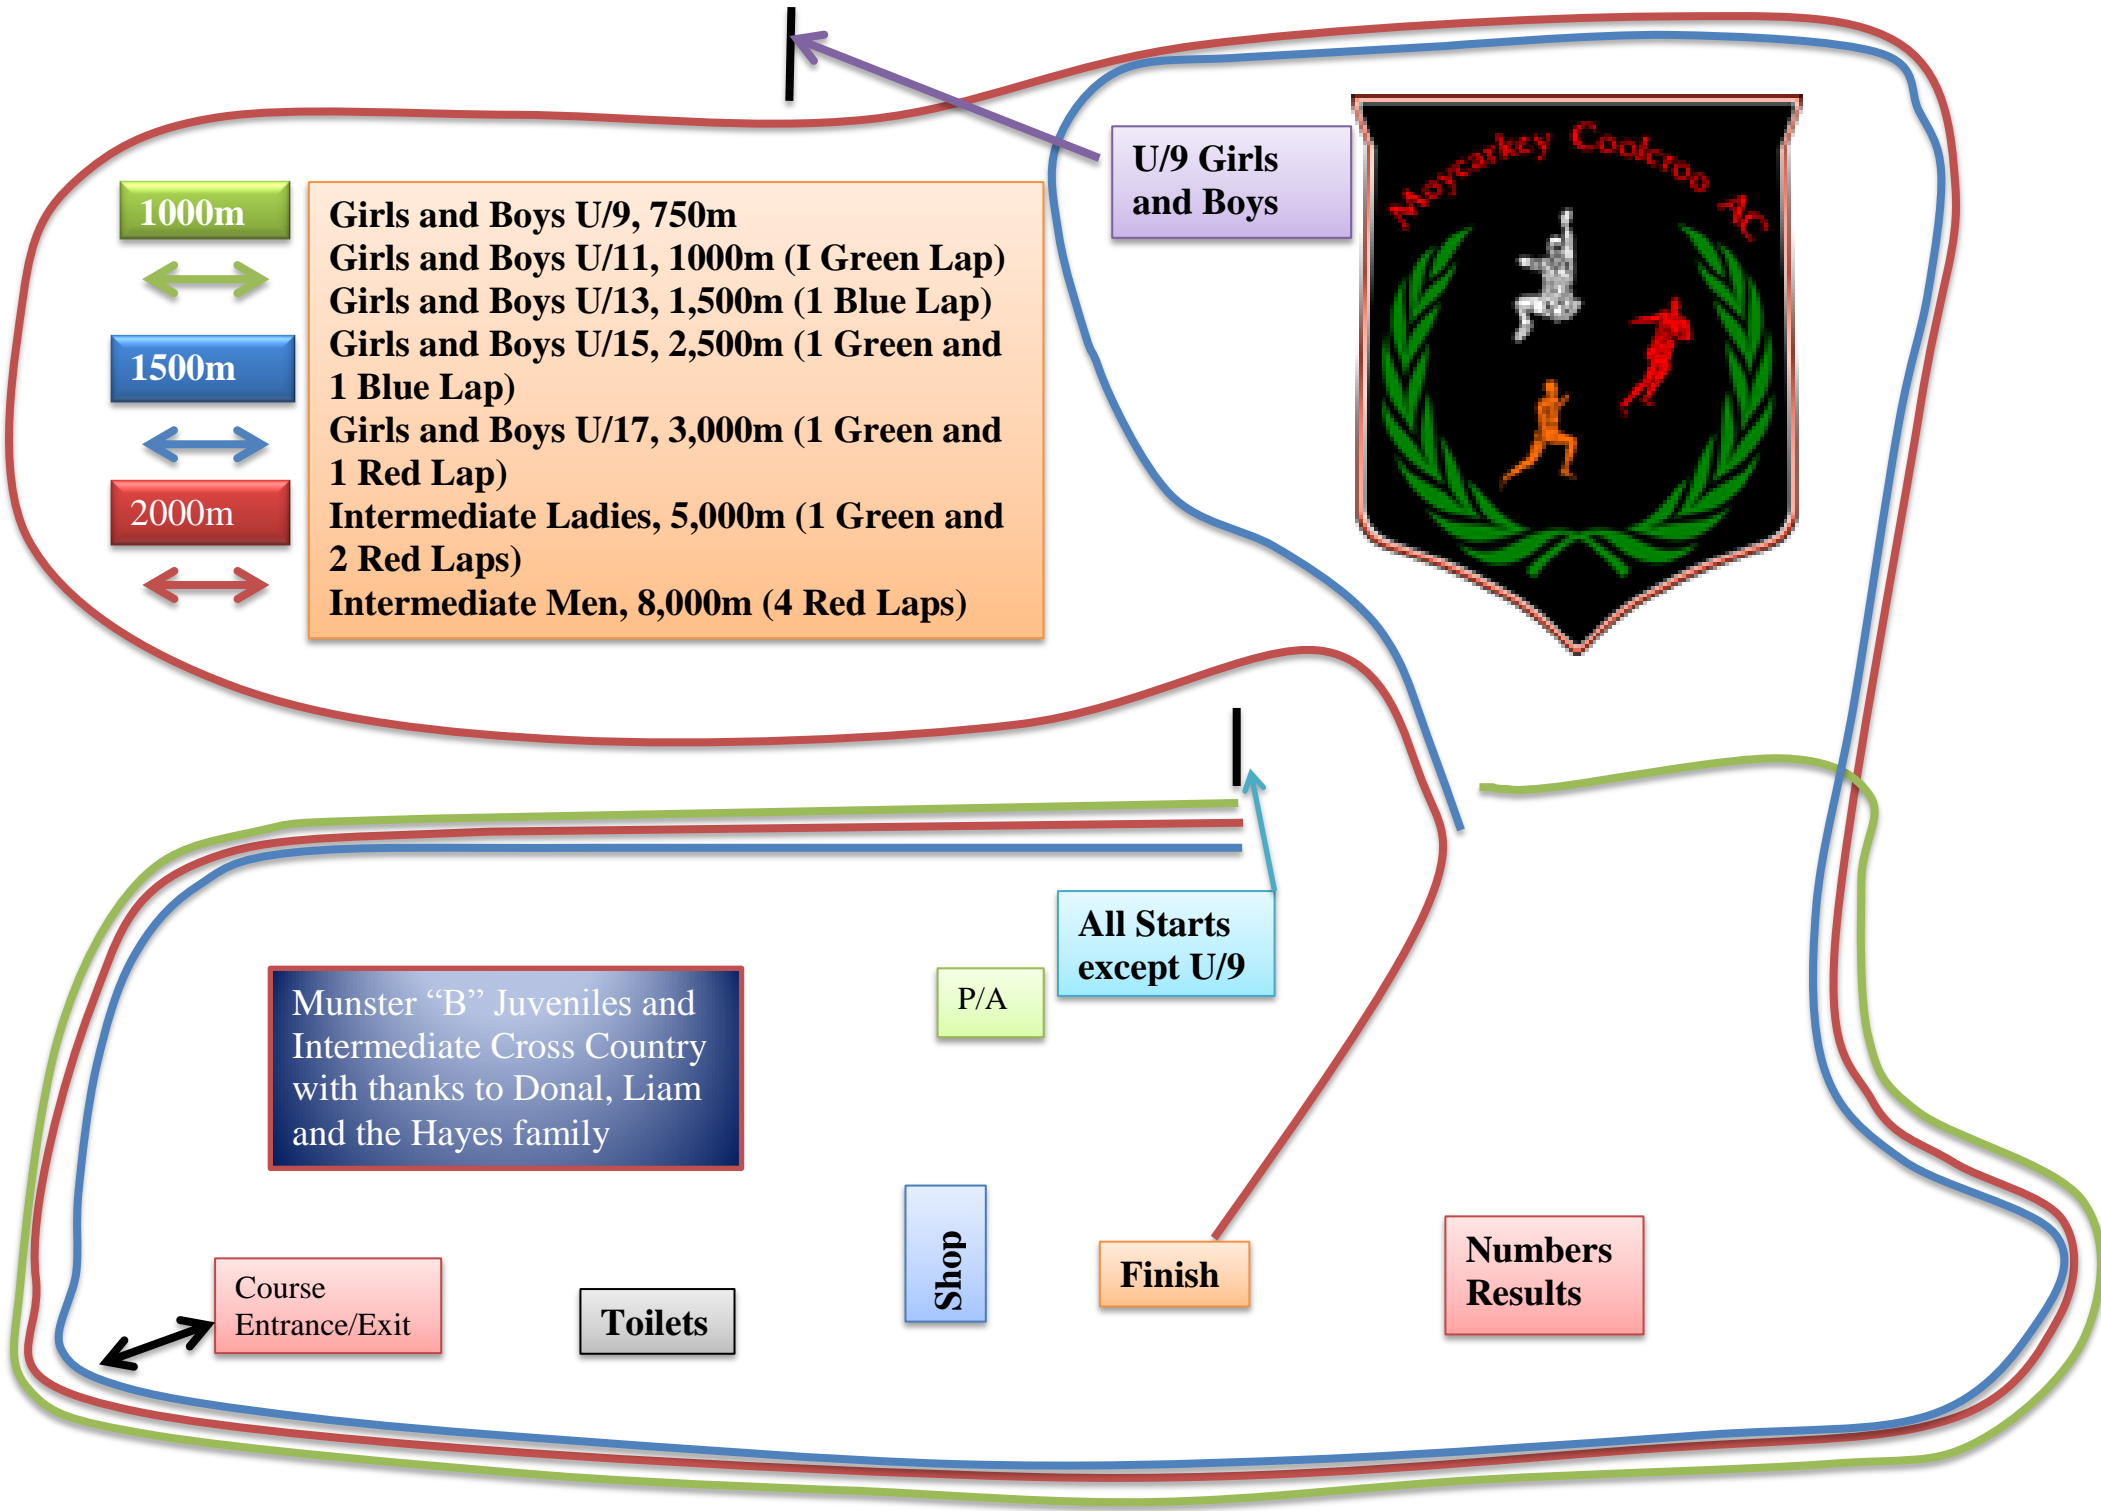 U/9 Girls
and Boys
Moycarkey Coolcroo AC
1000m
1500m
2000m
Girls and Boys U/9, 750m
Girls and Boys U/11, 1000m (I Green Lap)
Girls and Boys U/13, 1,500m (1 Blue Lap)
Girls and Boys U/15, 2,500m (1 Green and
1 Blue Lap)
Girls and Boys U/17, 3,000m (1 Green and
1 Red Lap)
Intermediate Ladies, 5,000m (1 Green and
2 Red Laps)
Intermediate Men, 8,000m (4 Red Laps)
All Starts
except U/9
P/A
Munster “B” Juveniles and
Intermediate Cross Country
with thanks to Donal, Liam
and the Hayes family
Course
Entrance/Exit
Toilets
Shop
Finish
Numbers
Results